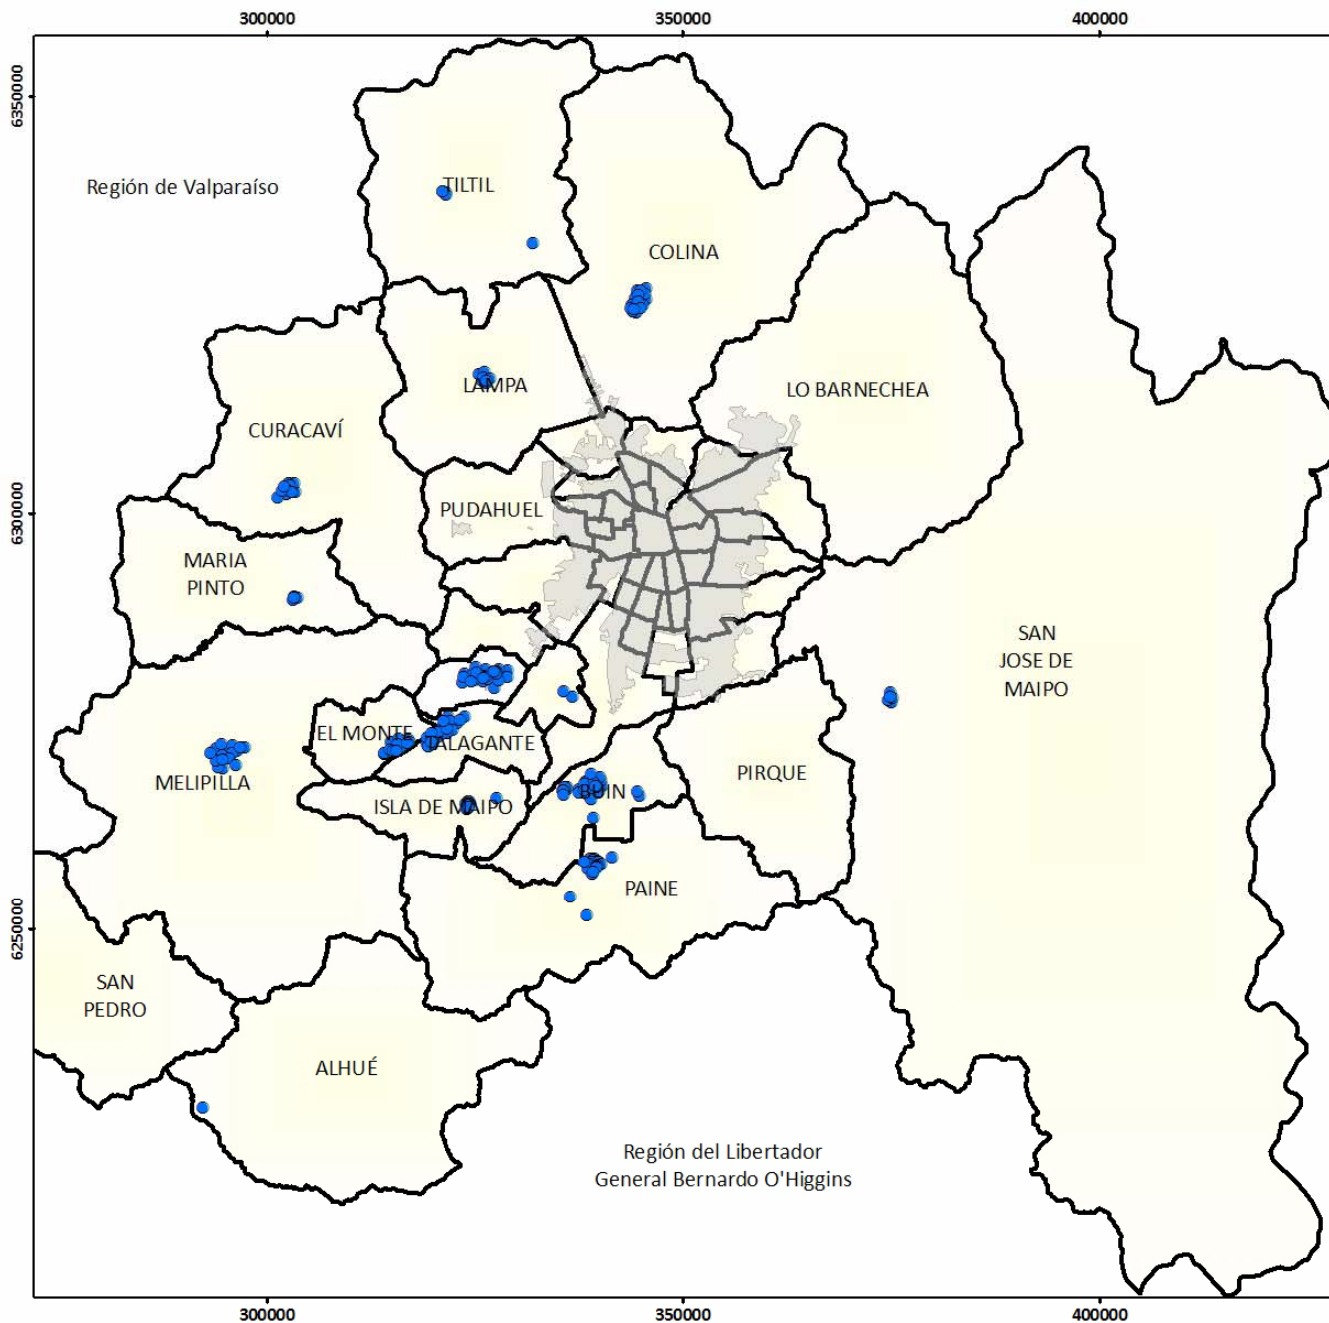 300000
350000
400000
6350000
Región de Valparaíso
TILTIL
COLINA
LAMPA
LO BARNECHEA
CURACAVÍ
6300000
PUDAHUEL
MARIA
PINTO
SAN
JOSE DE
MAIPO
EL MONTE
TALAGANTE
MELIPILLA
PIRQUE
ISLA DE MAIPO
BUIN
PAINE
6250000
SAN
PEDRO
ALHUÉ
Región del Libertador
General Bernardo O'Higgins
300000
350000
400000